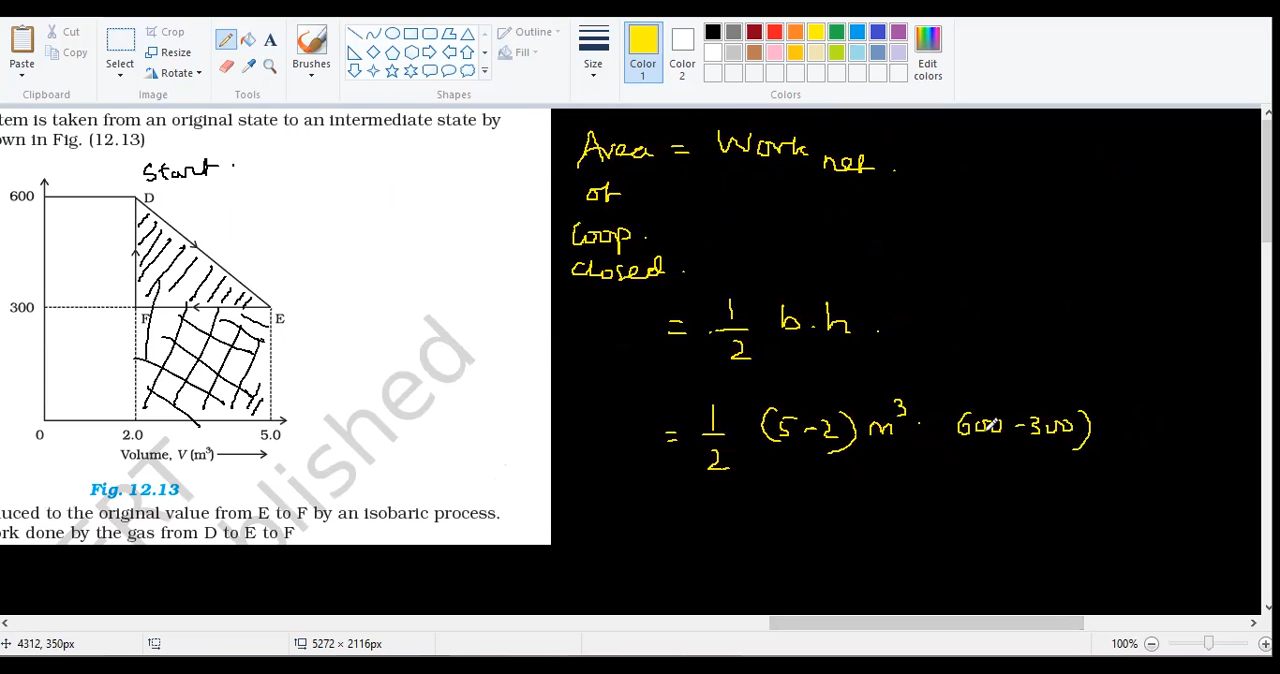 Paste
Cut
Copy
Clipboard
Select
Crop
Resize
Rotate
Image
A
Tools
Brushes
Outline
Fill
Shapes
Size
Color 1
Color 2
Edit colors
Colors
tem is taken from an original state to an intermediate state by
own in Fig. (12.13)
Start.
600
D
300
F
E
0
2.0
5.0
Volume, V (m³)
Fig. 12.13
uced to the original value from E to F by an isobaric process.
ork done by the gas from D to E to F
ERT
blished
Area = Work net.
of
loop.
closed.
= 1/2 b.h.
= 1/2 (5-2) m³. 600-300)
4312, 350px
5272 × 2116px
100%